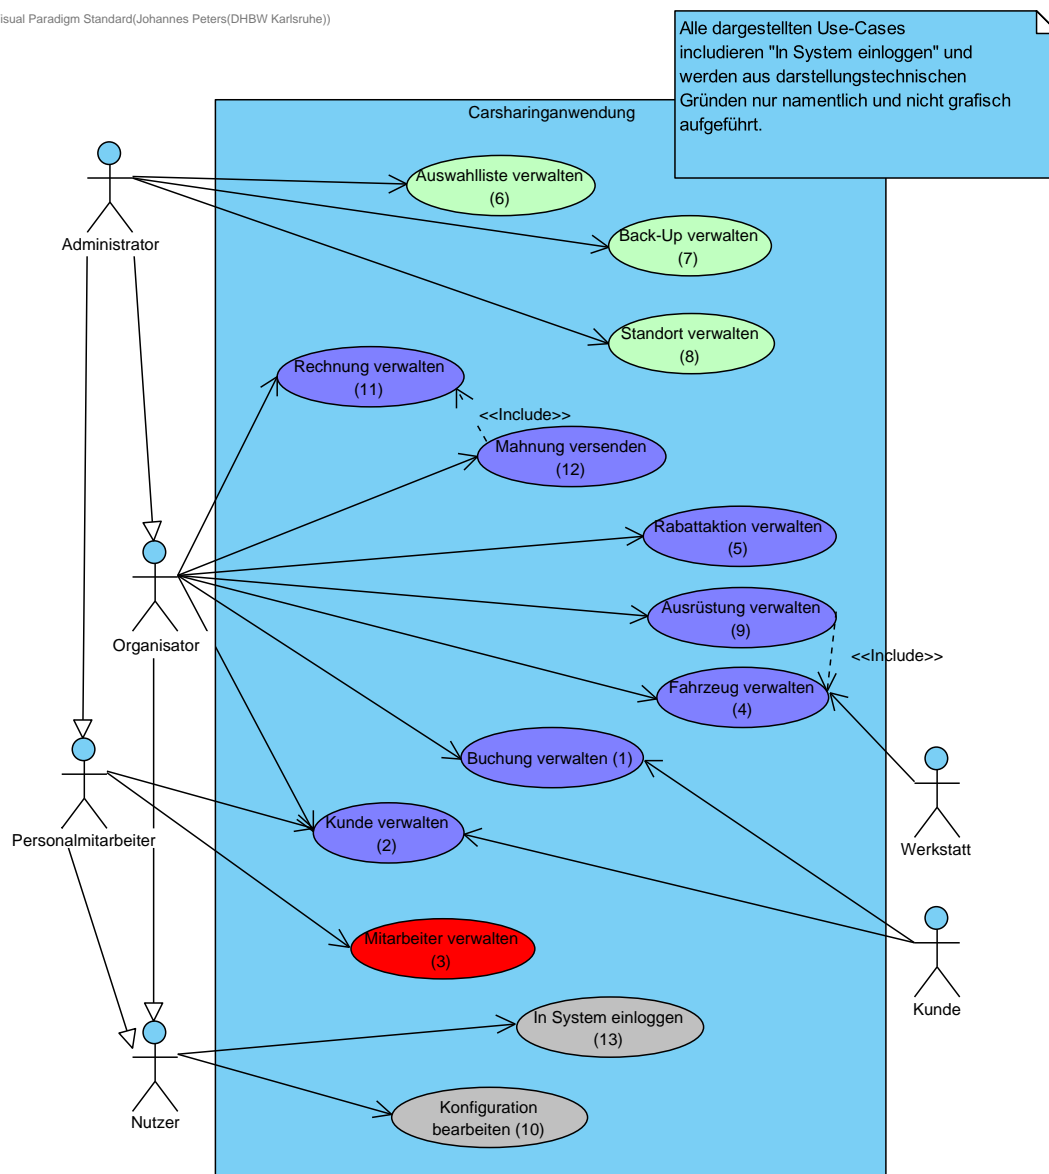 isual Paradigm Standard(Johannes Peters(DHBW Karlsruhe))
Alle dargestellten Use-Cases
includieren "In System einloggen" und
werden aus darstellungstechnischen
Gründen nur namentlich und nicht grafisch
aufgeführt.
Carsharinganwendung
Auswahlliste verwalten
(6)
Administrator
Back-Up verwalten
(7)
Standort verwalten
(8)
Rechnung verwalten
(11)
<<Include>>
Mahnung versenden
(12)
Rabattaktion verwalten
(5)
Ausrüstung verwalten
(9)
Organisator
<<Include>>
Fahrzeug verwalten
(4)
Buchung verwalten (1)
Kunde verwalten
(2)
Personalmitarbeiter
Werkstatt
Mitarbeiter verwalten
(3)
Kunde
In System einloggen
(13)
Nutzer
Konfiguration
bearbeiten (10)